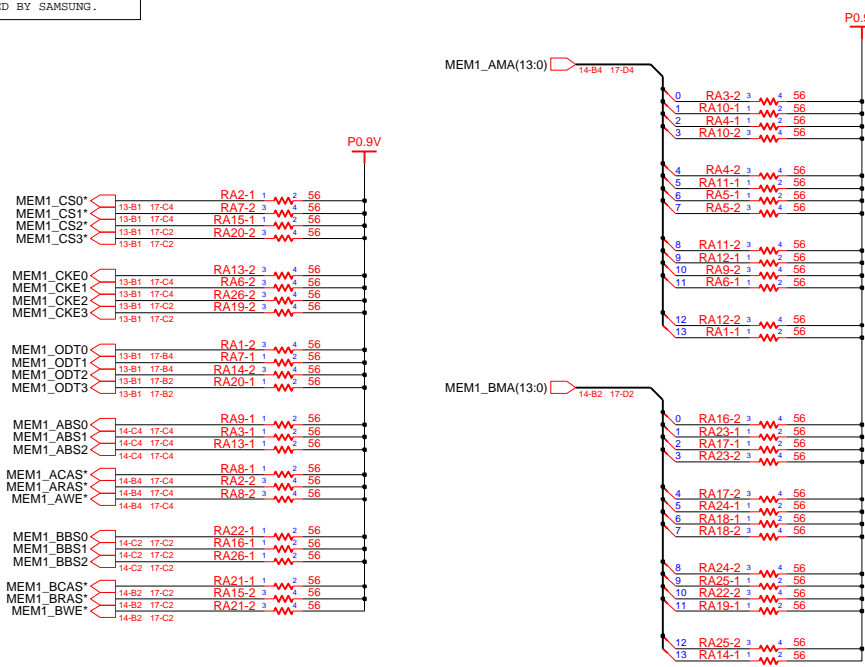 ED BY SAMSUNG.
P0.9V
MEM1_CS0* 13-B1 17-C4 RA2-1 1 2 56
MEM1_CS1* 13-B1 17-C4 RA7-2 3 4 56
MEM1_CS2* 13-B1 17-C2 RA15-1 1 2 56
MEM1_CS3* 13-B1 17-C2 RA20-2 3 4 56
MEM1_CKE0 13-B1 17-C4 RA13-2 3 4 56
MEM1_CKE1 13-B1 17-C4 RA6-2 3 4 56
MEM1_CKE2 13-B1 17-C2 RA26-2 3 4 56
MEM1_CKE3 13-B1 17-C2 RA19-2 3 4 56
MEM1_ODT0 13-B1 17-B4 RA1-2 3 4 56
MEM1_ODT1 13-B1 17-B4 RA7-1 1 2 56
MEM1_ODT2 13-B1 17-B2 RA14-2 3 4 56
MEM1_ODT3 13-B1 17-B2 RA20-1 1 2 56
MEM1_ABS0 14-C4 17-C4 RA9-1 1 2 56
MEM1_ABS1 14-C4 17-C4 RA3-1 1 2 56
MEM1_ABS2 14-C4 17-C4 RA13-1 1 2 56
MEM1_ACAS* 14-B4 17-C4 RA8-1 1 2 56
MEM1_ARAS* 14-B4 17-C4 RA2-2 3 4 56
MEM1_AWE* 14-B4 17-C4 RA8-2 3 4 56
MEM1_BBS0 14-C2 17-C2 RA22-1 1 2 56
MEM1_BBS1 14-C2 17-C2 RA16-1 1 2 56
MEM1_BBS2 14-C2 17-C2 RA26-1 1 2 56
MEM1_BCAS* 14-B2 17-C2 RA21-1 1 2 56
MEM1_BRAS* 14-B2 17-C2 RA15-2 3 4 56
MEM1_BWE* 14-B2 17-C2 RA21-2 3 4 56
MEM1_AMA(13:0) 14-B4 17-D4
0 RA3-2 3 4 56
1 RA10-1 1 2 56
2 RA4-1 1 2 56
3 RA10-2 3 4 56
4 RA4-2 3 4 56
5 RA11-1 1 2 56
6 RA5-1 1 2 56
7 RA5-2 3 4 56
8 RA11-2 3 4 56
9 RA12-1 1 2 56
10 RA9-2 3 4 56
11 RA6-1 1 2 56
12 RA12-2 3 4 56
13 RA1-1 1 2 56
MEM1_BMA(13:0) 14-B2 17-D2
0 RA16-2 3 4 56
1 RA23-1 1 2 56
2 RA17-1 1 2 56
3 RA23-2 3 4 56
4 RA17-2 3 4 56
5 RA24-1 1 2 56
6 RA18-1 1 2 56
7 RA18-2 3 4 56
8 RA24-2 3 4 56
9 RA25-1 1 2 56
10 RA22-2 3 4 56
11 RA19-1 1 2 56
12 RA25-2 3 4 56
13 RA14-1 1 2 56